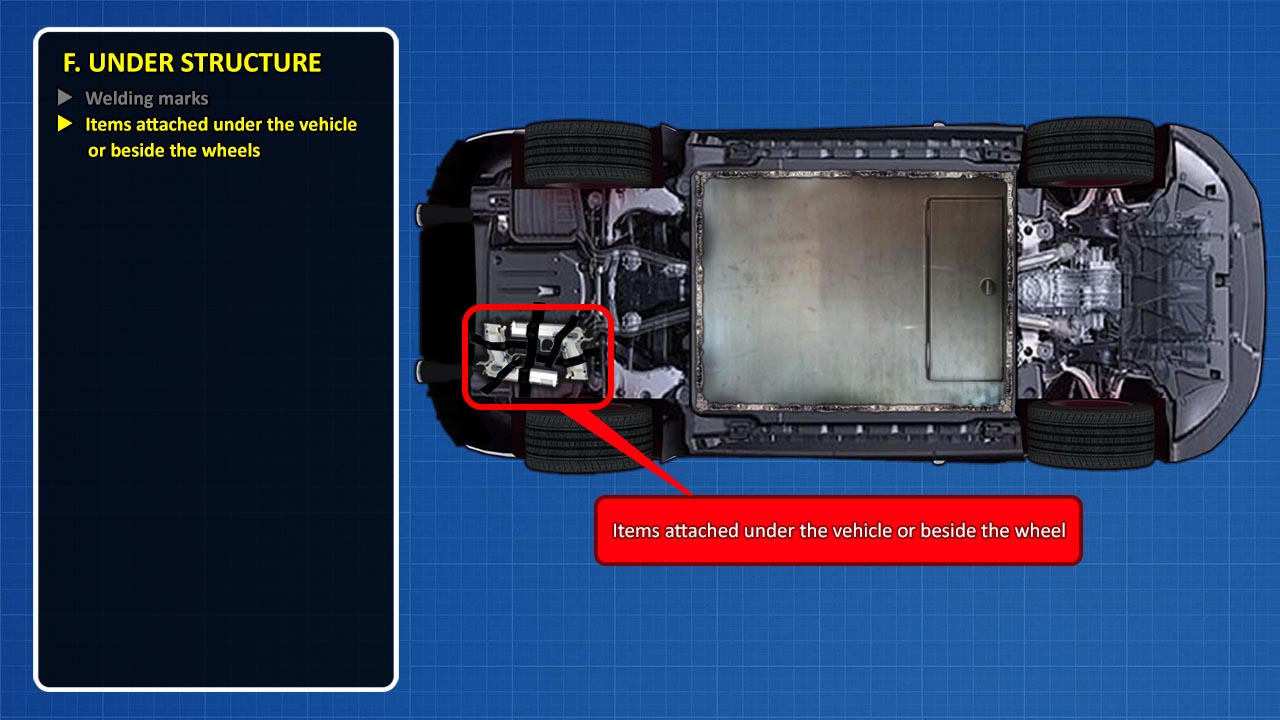 F. UNDER STRUCTURE
Welding marks
Items attached under the vehicle
or beside the wheels
Items attached under the vehicle or beside the wheel